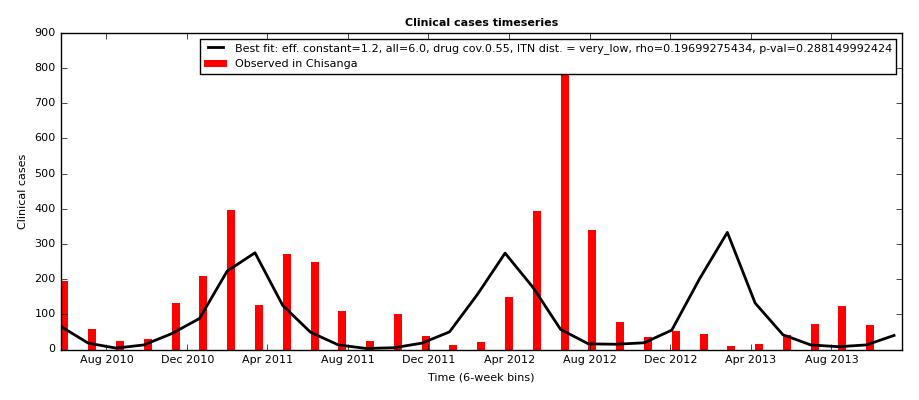 Clinical cases timeseries
Best fit: eff. constant=1.2, all=6.0, drug cov.0.55, ITN dist. = very_low, rho=0.19699275434, p-val=0.288149992424
Observed in Chisanga
900
800
700
600
500
400
300
200
100
0
Clinical cases
Aug 2010 Dec 2010 Apr 2011 Aug 2011 Dec 2011 Apr 2012 Aug 2012 Dec 2012 Apr 2013 Aug 2013
Time (6-week bins)